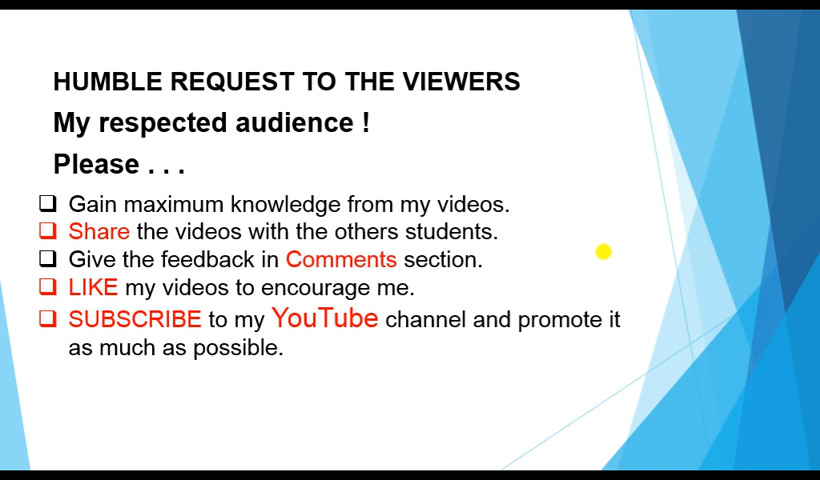 HUMBLE REQUEST TO THE VIEWERS
My respected audience !
Please . . .
❑ Gain maximum knowledge from my videos.
❑ Share the videos with the others students.
❑ Give the feedback in Comments section.
❑ LIKE my videos to encourage me.
❑ SUBSCRIBE to my YouTube channel and promote it
as much as possible.